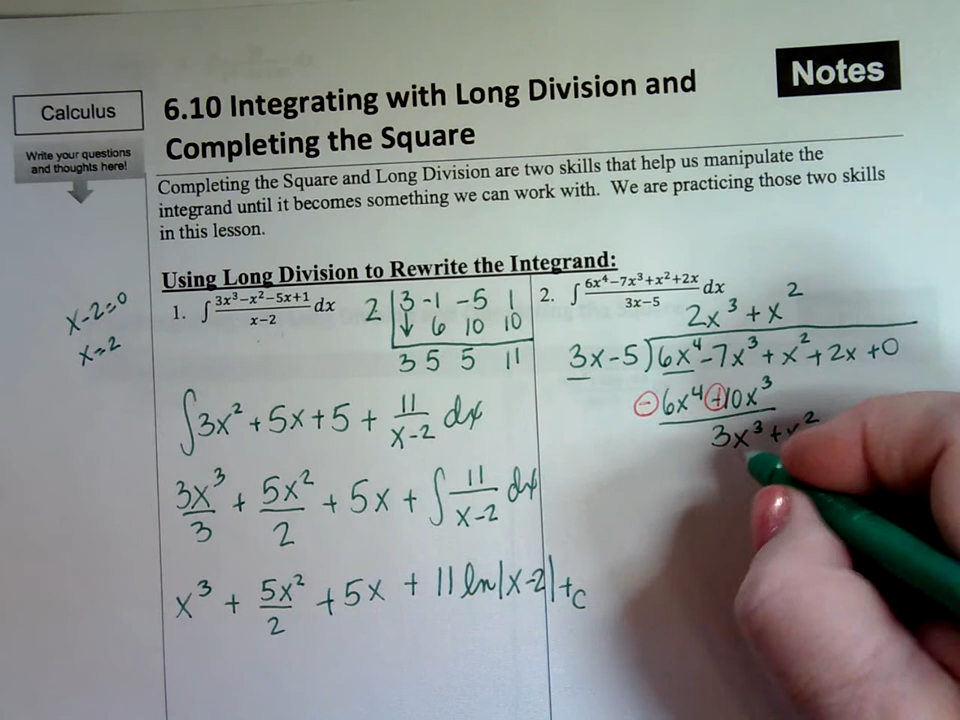 Calculus
Write your questions
and thoughts here!
Notes
6.10 Integrating with Long Division and
Completing the Square
Completing the Square and Long Division are two skills that help us manipulate the
integrand until it becomes something we can work with. We are practicing those two skills
in this lesson.
Using Long Division to Rewrite the Integrand:
x-2=0
x=2
1. ∫ (3x³−x²−5x+1)/(x−2) dx
2 | 3 -1 -5 1
↓ 6 10 10
3 5 5 11
∫ 3x² + 5x + 5 + 11/(x-2) dx
3x³/3 + 5x²/2 + 5x + ∫ 11/(x-2) dx
x³ + 5x²/2 + 5x + 11 ln|x-2| + c
2. ∫ (6x⁴−7x³+x²+2x)/(3x−5) dx
2x³ + x²
3x-5)6x⁴-7x³+x²+2x+0
-6x⁴+10x³
3x³+x²